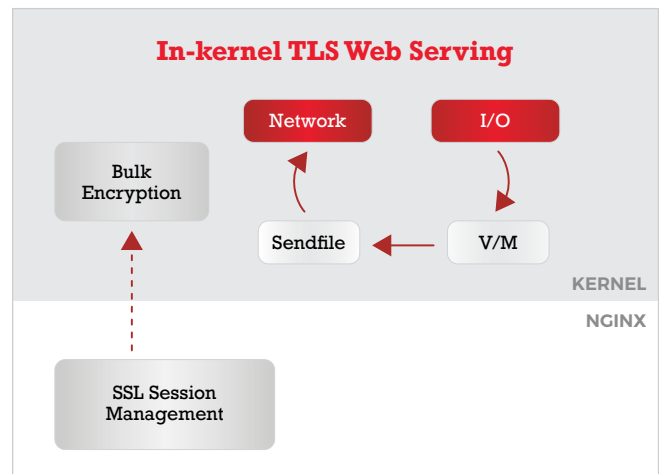 In-kernel TLS Web Serving
Network
I/O
Bulk
Encryption
Sendfile
V/M
KERNEL
NGINX
SSL Session
Management